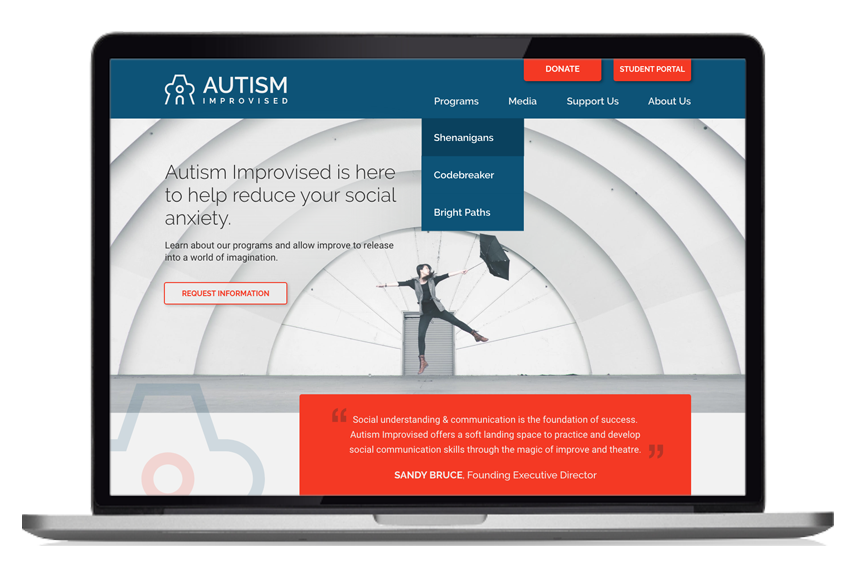 DONATE
STUDENT PORTAL
AUTISM
IMPROVISED
Programs
Media
Support Us
About Us
Shenanigans
Codebreaker
Bright Paths
Autism Improvised is here
to help reduce your social
anxiety.
Learn about our programs and allow improve to release
into a world of imagination.
REQUEST INFORMATION
“ Social understanding & communication is the foundation of success.
Autism Improvised offers a soft landing space to practice and develop
social communication skills through the magic of improve and theatre. ”
SANDY BRUCE, Founding Executive Director